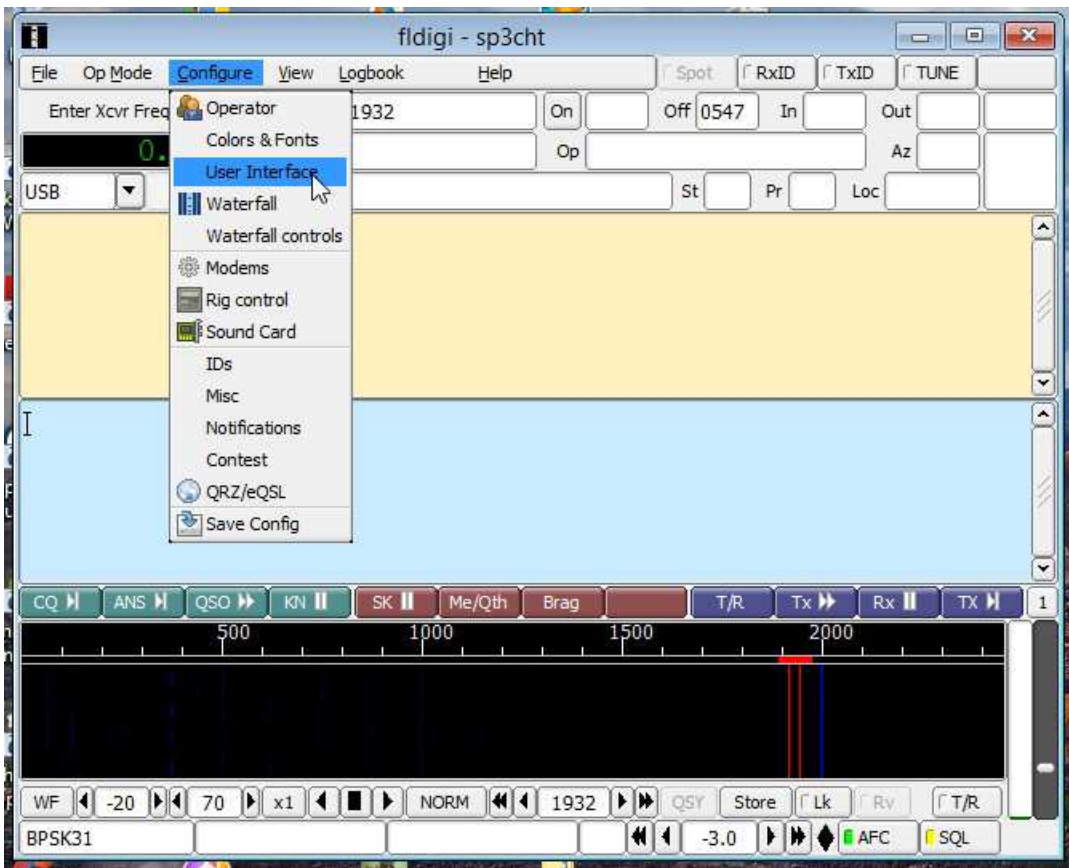 fldigi - sp3cht
File Op Mode Configure View Logbook Help Spot RxID TxID TUNE
Enter Xcvr Freq 1932 On Off 0547 In Out
0. Op Az
USB St Pr Loc
Operator
Colors & Fonts
User Interface
Waterfall
Waterfall controls
Modems
Rig control
Sound Card
IDs
Misc
Notifications
Contest
QRZ/eQSL
Save Config
CQ ANS QSO KN SK Me/Qth Brag T/R Tx Rx TX 1
500 1000 1500 2000
WF -20 70 x1 NORM 1932 QSY Store Lk Rv T/R
BPSK31 -3.0 AFC SQL